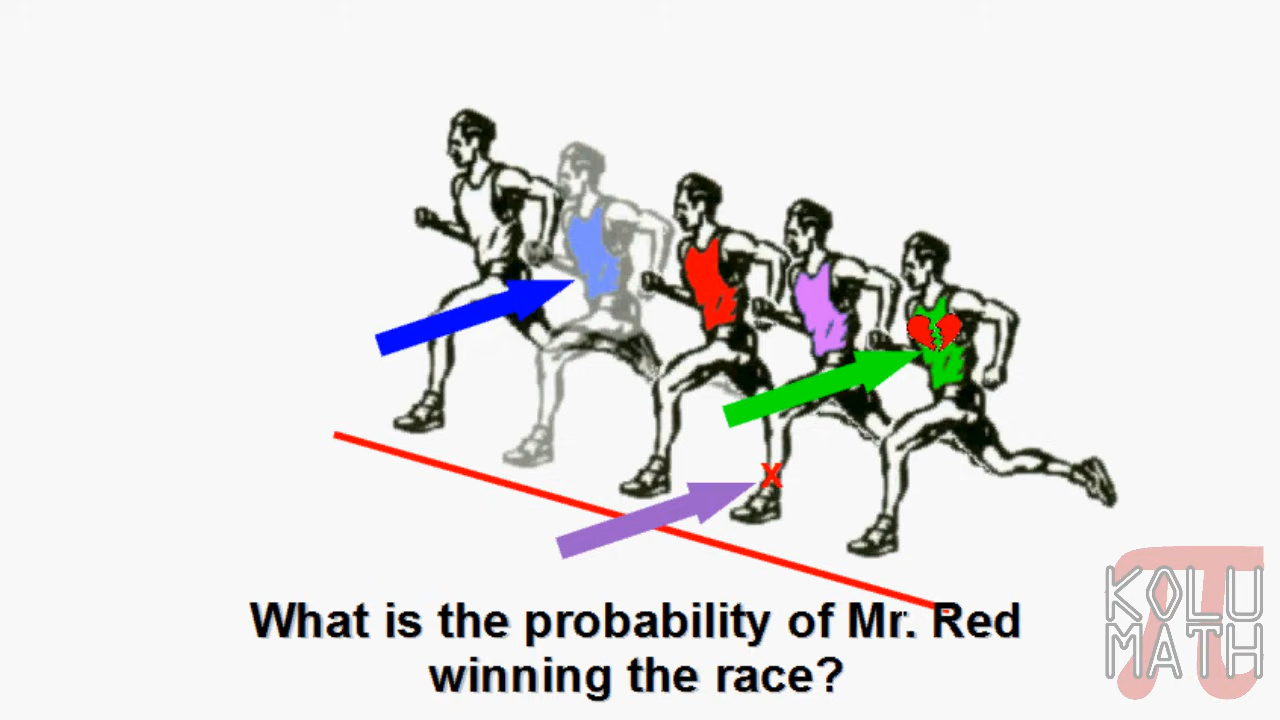 X
What is the probability of Mr. Red
winning the race?
KOLU
MATH